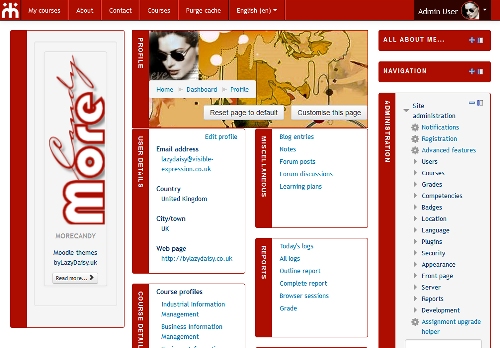 My courses
About
Contact
Courses
Purge cache
English (en)
Admin User
More
Candy
MORECANDY
Moodle themes
byLazyDaisy.uk
Read more...
PROFILE
Home
Dashboard
Profile
Reset page to default
Customise this page
USER DETAILS
Edit profile
Email address
lazydaisy@visible-
expression.co.uk
Country
United Kingdom
City/town
UK
Web page
http://bylazydaisy.co.uk
COURSE DETAI
Course profiles
Industrial Information
Management
Business Information
Management
MISCELLANEOUS
Blog entries
Notes
Forum posts
Forum discussions
Learning plans
REPORTS
Today's logs
All logs
Outline report
Complete report
Browser sessions
Grade
ALL ABOUT ME...
NAVIGATION
ADMINISTRATION
Site
administration
Notifications
Registration
Advanced features
Users
Courses
Grades
Competencies
Badges
Location
Language
Plugins
Security
Appearance
Front page
Server
Reports
Development
Assignment upgrade
helper